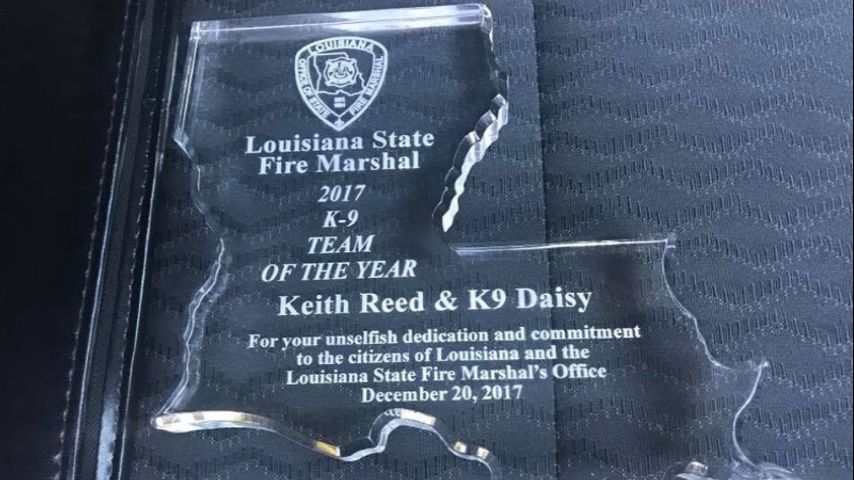 LOUISIANA
OFFICE OF STATE FIRE MARSHAL
Louisiana State
Fire Marshal
2017
K-9
TEAM
OF THE YEAR
Keith Reed & K9 Daisy
For your unselfish dedication and commitment
to the citizens of Louisiana and the
Louisiana State Fire Marshal's Office
December 20, 2017